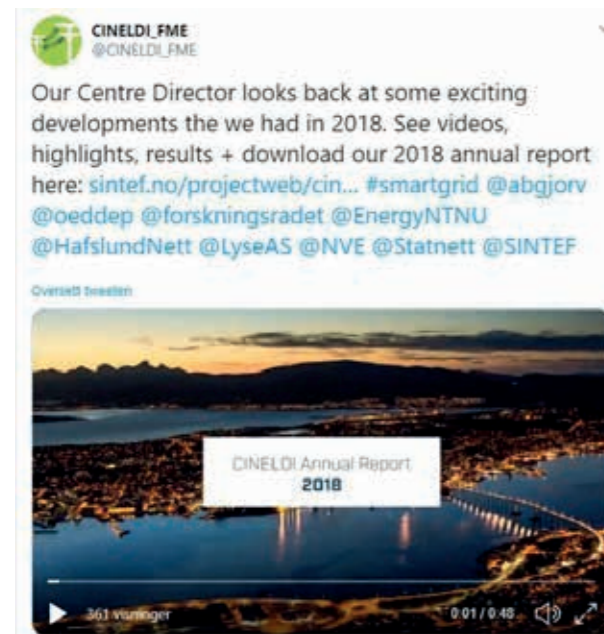 CINELDI_FME
@CINELDI_FME
Our Centre Director looks back at some exciting
developments the we had in 2018. See videos,
highlights, results + download our 2018 annual report
here: sintef.no/projectweb/cin... #smartgrid @abgjorv
@oeddep @forskningsradet @EnergyNTNU
@HafslundNett @LyseAS @NVE @Statnett @SINTEF
Oversett tweeten
CINELDI Annual Report
2018
361 visninger
0:01 / 0:48